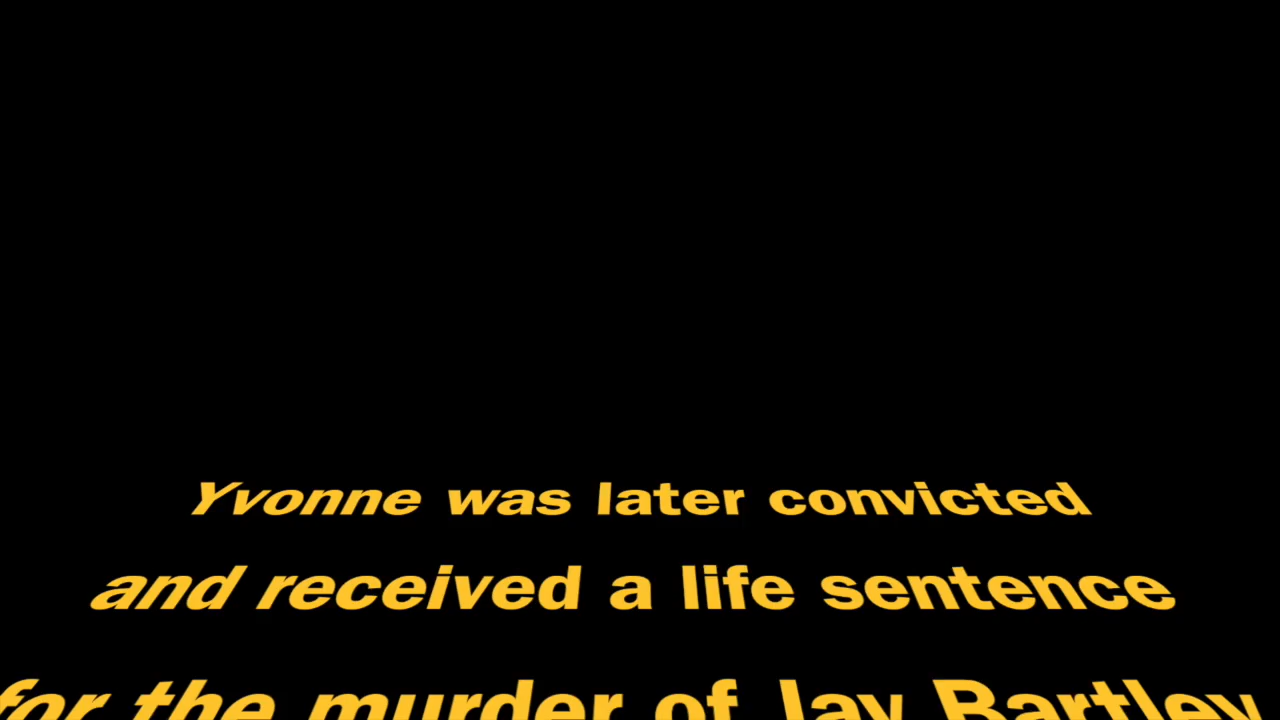 Yvonne was later convicted
and received a life sentence
for the murder of Jay Bartley